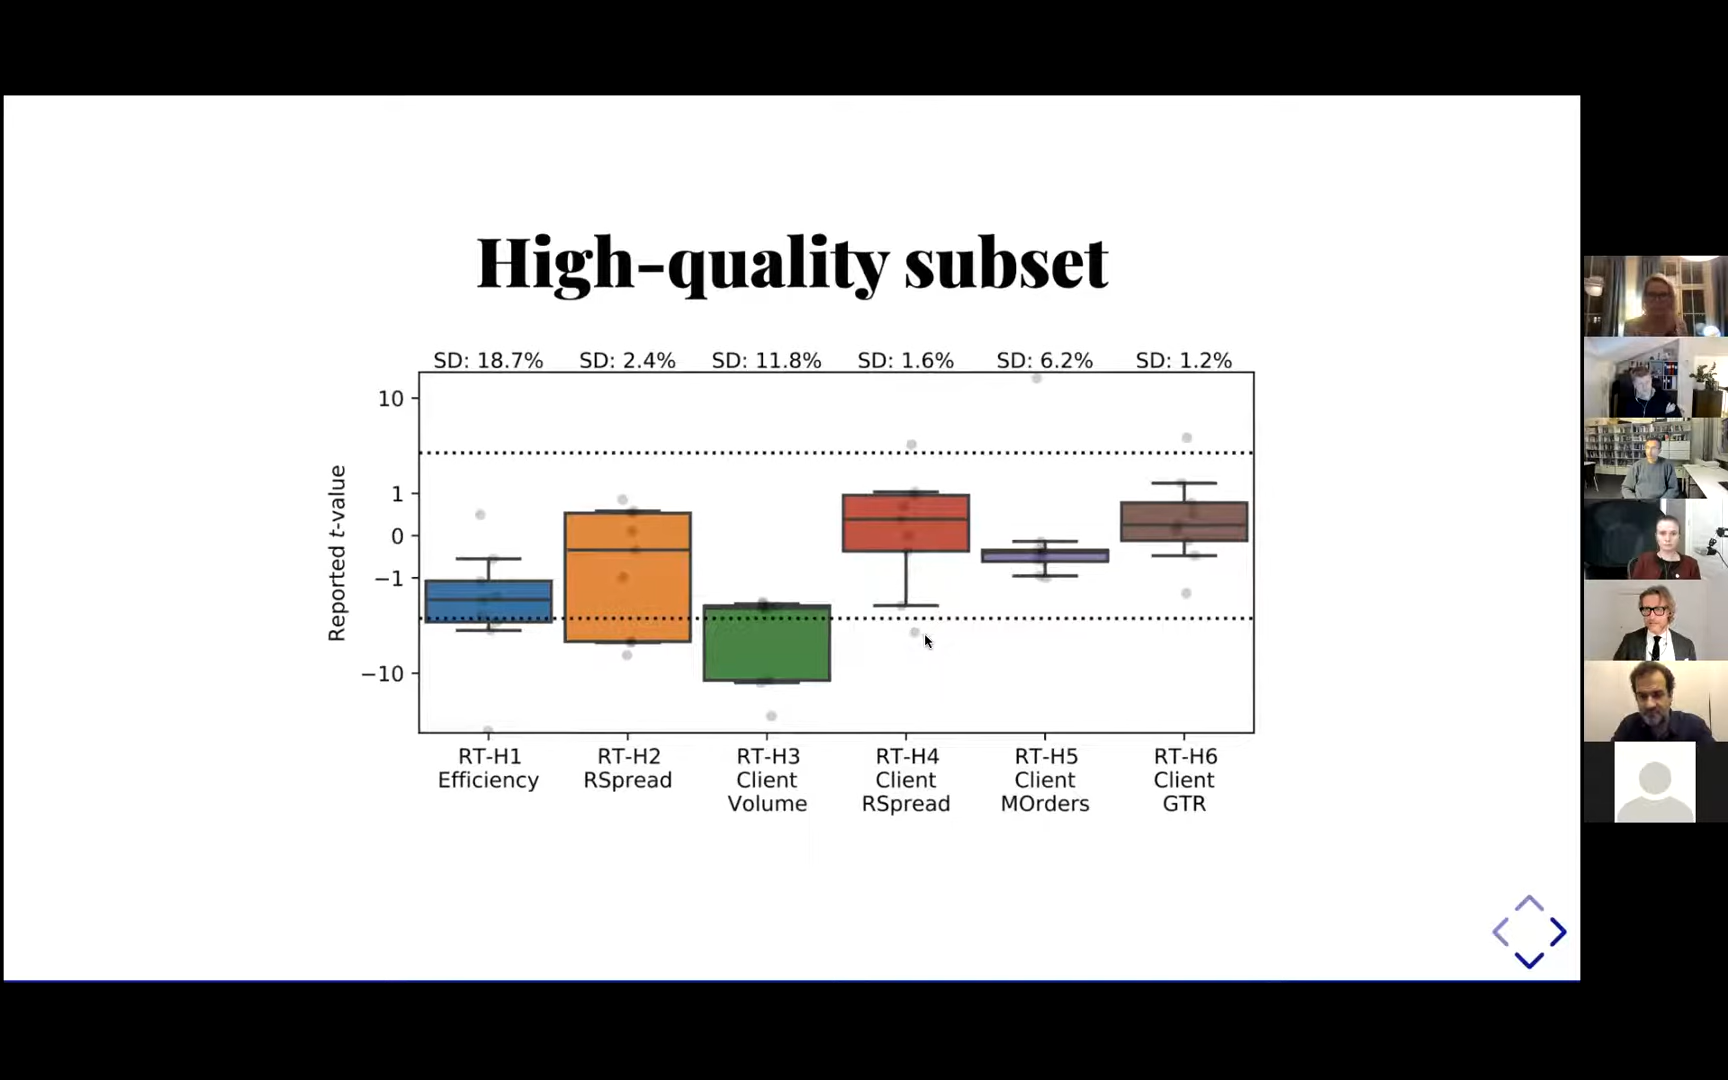 High-quality subset
SD: 18.7% SD: 2.4% SD: 11.8% SD: 1.6% SD: 6.2% SD: 1.2%
Reported t-value
10
1
0
−1
−10
RT-H1 RT-H2 RT-H3 RT-H4 RT-H5 RT-H6
Efficiency RSpread Client Client Client Client
Volume RSpread MOrders GTR